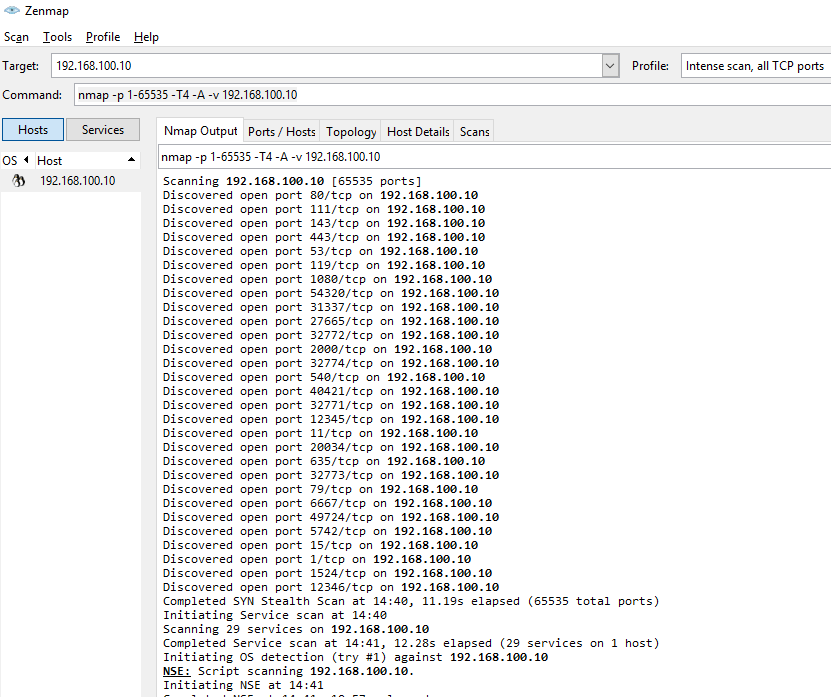 Zenmap
Scan Tools Profile Help
Target: 192.168.100.10 Profile: Intense scan, all TCP ports
Command: nmap -p 1-65535 -T4 -A -v 192.168.100.10
Hosts Services Nmap Output Ports / Hosts Topology Host Details Scans
OS Host nmap -p 1-65535 -T4 -A -v 192.168.100.10
192.168.100.10
Scanning 192.168.100.10 [65535 ports]
Discovered open port 80/tcp on 192.168.100.10
Discovered open port 111/tcp on 192.168.100.10
Discovered open port 143/tcp on 192.168.100.10
Discovered open port 443/tcp on 192.168.100.10
Discovered open port 53/tcp on 192.168.100.10
Discovered open port 119/tcp on 192.168.100.10
Discovered open port 1080/tcp on 192.168.100.10
Discovered open port 54320/tcp on 192.168.100.10
Discovered open port 31337/tcp on 192.168.100.10
Discovered open port 27665/tcp on 192.168.100.10
Discovered open port 32772/tcp on 192.168.100.10
Discovered open port 2000/tcp on 192.168.100.10
Discovered open port 32774/tcp on 192.168.100.10
Discovered open port 540/tcp on 192.168.100.10
Discovered open port 40421/tcp on 192.168.100.10
Discovered open port 32771/tcp on 192.168.100.10
Discovered open port 12345/tcp on 192.168.100.10
Discovered open port 11/tcp on 192.168.100.10
Discovered open port 20034/tcp on 192.168.100.10
Discovered open port 635/tcp on 192.168.100.10
Discovered open port 32773/tcp on 192.168.100.10
Discovered open port 79/tcp on 192.168.100.10
Discovered open port 6667/tcp on 192.168.100.10
Discovered open port 49724/tcp on 192.168.100.10
Discovered open port 5742/tcp on 192.168.100.10
Discovered open port 15/tcp on 192.168.100.10
Discovered open port 1/tcp on 192.168.100.10
Discovered open port 1524/tcp on 192.168.100.10
Discovered open port 12346/tcp on 192.168.100.10
Completed SYN Stealth Scan at 14:40, 11.19s elapsed (65535 total ports)
Initiating Service scan at 14:40
Scanning 29 services on 192.168.100.10
Completed Service scan at 14:41, 12.28s elapsed (29 services on 1 host)
Initiating OS detection (try #1) against 192.168.100.10
NSE: Script scanning 192.168.100.10.
Initiating NSE at 14:41